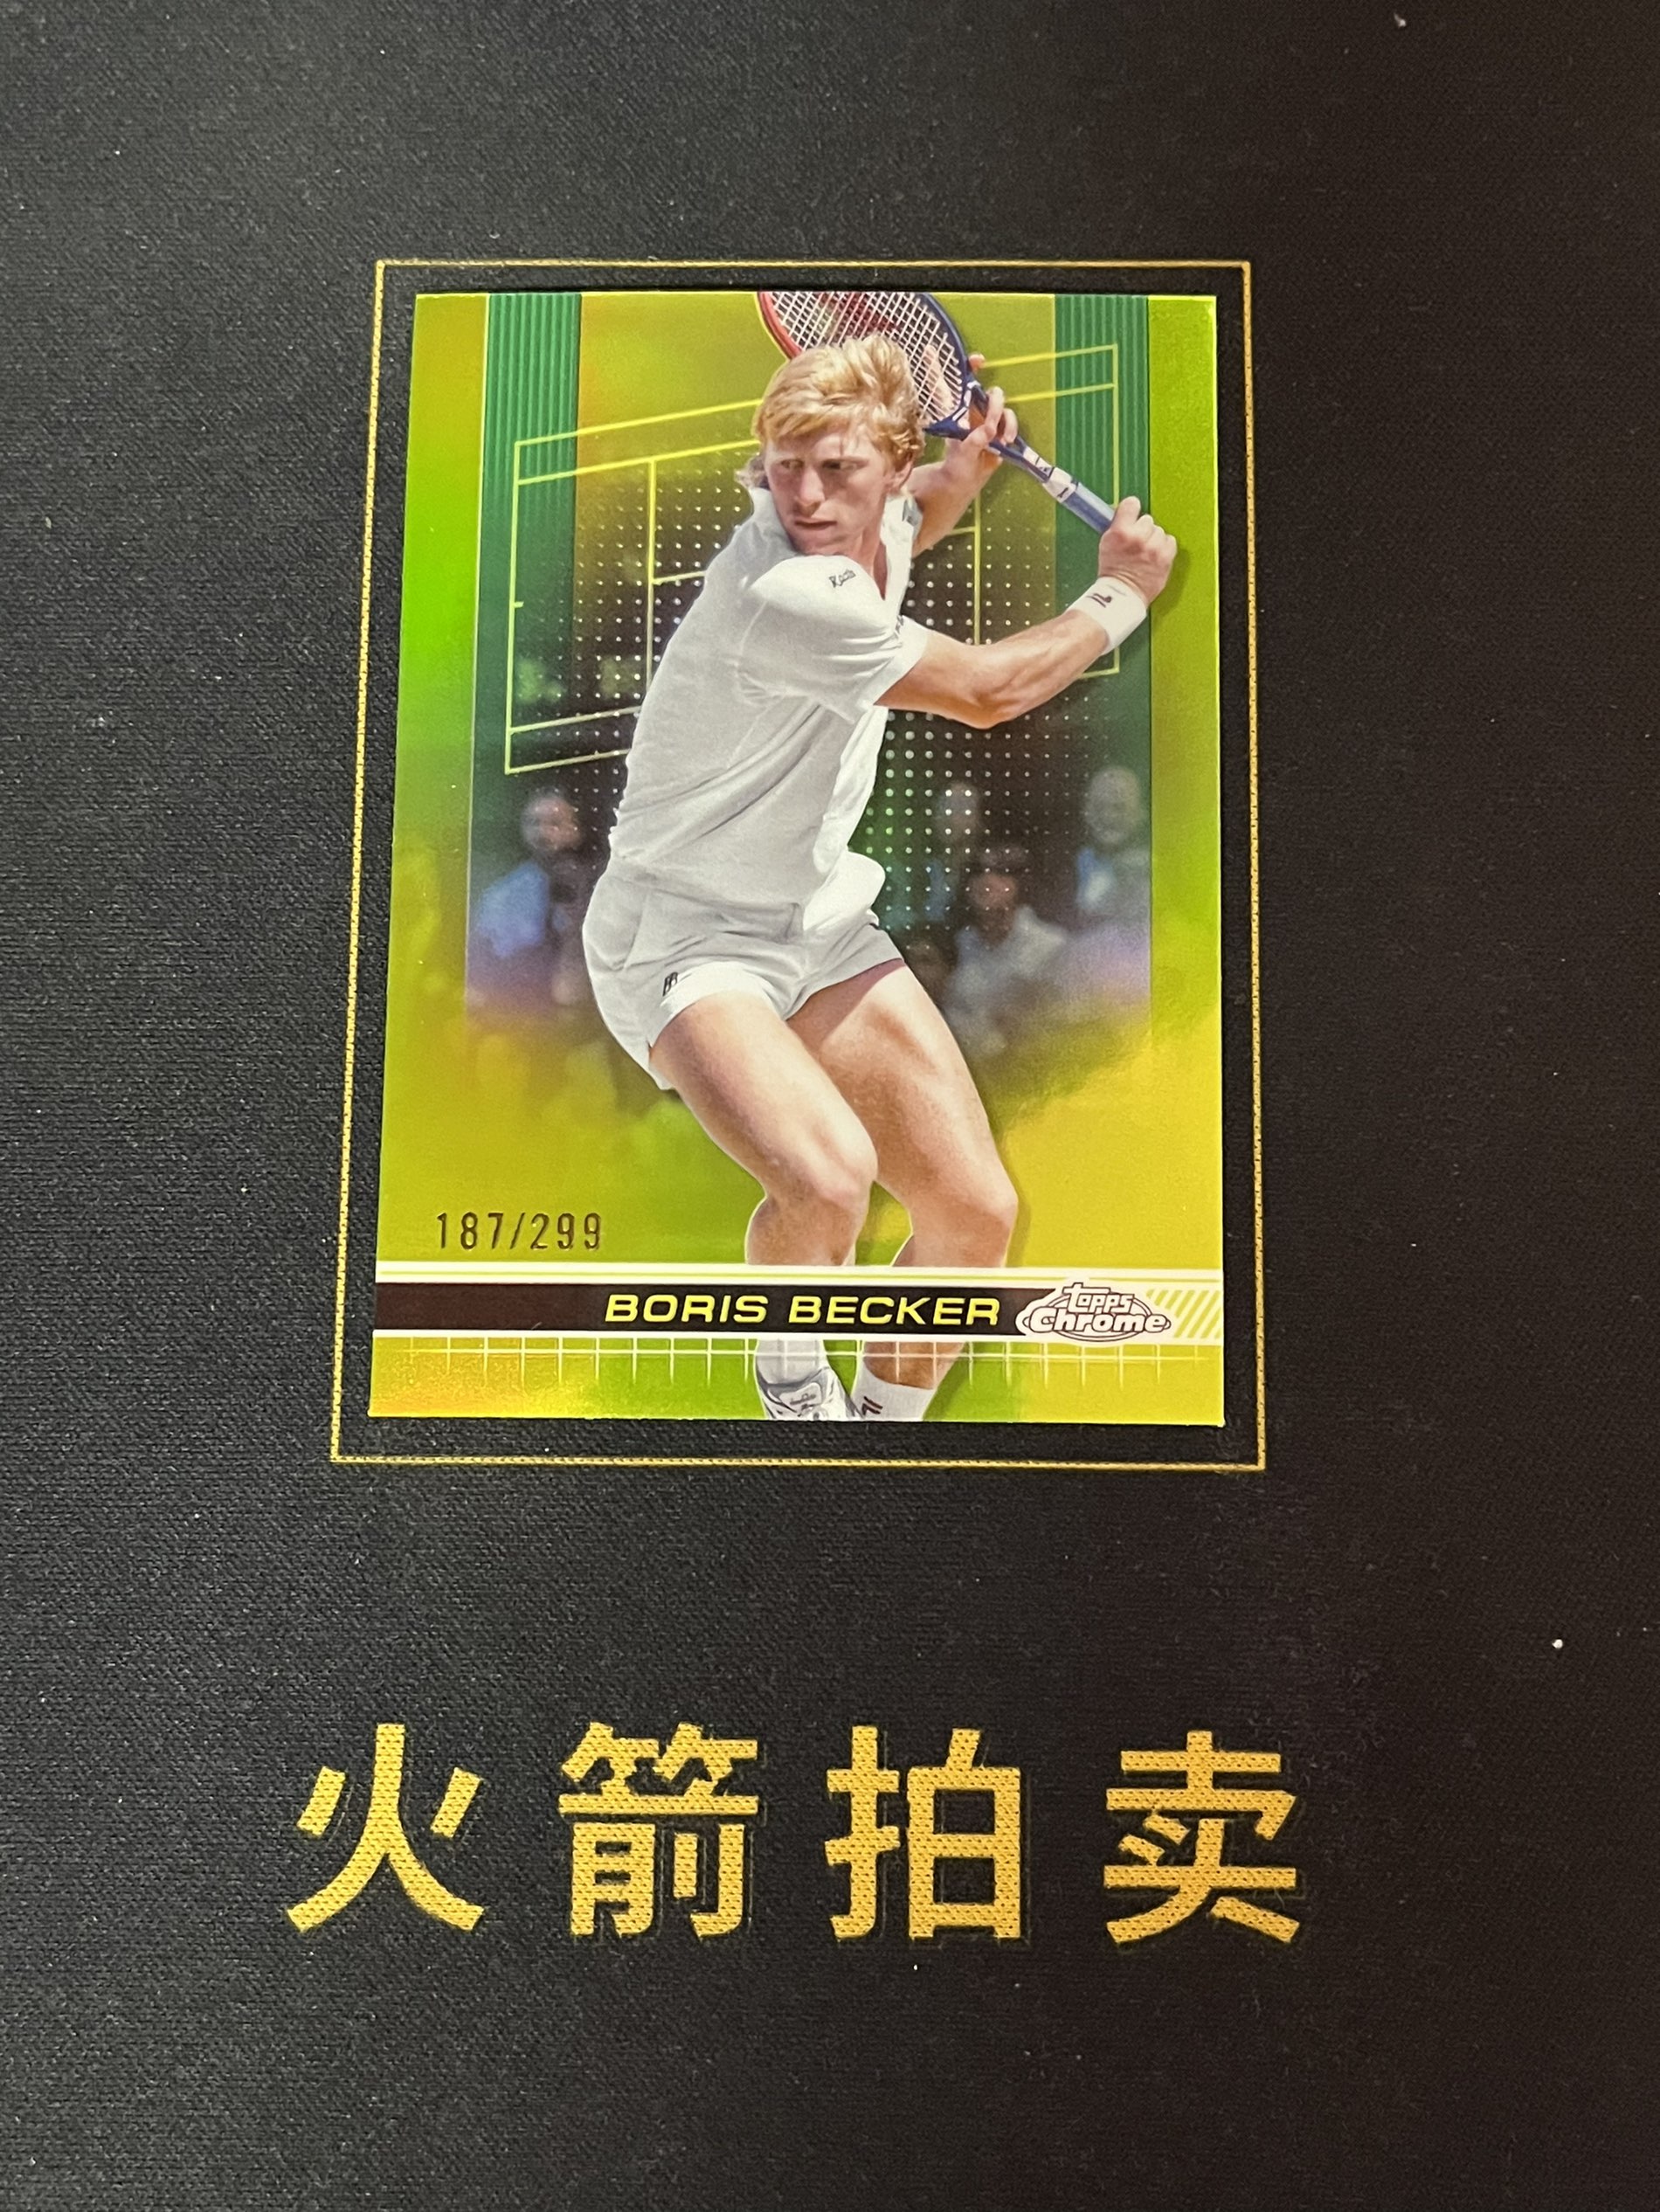 187/299
BORIS BECKER
topps
Chrome
火箭拍卖